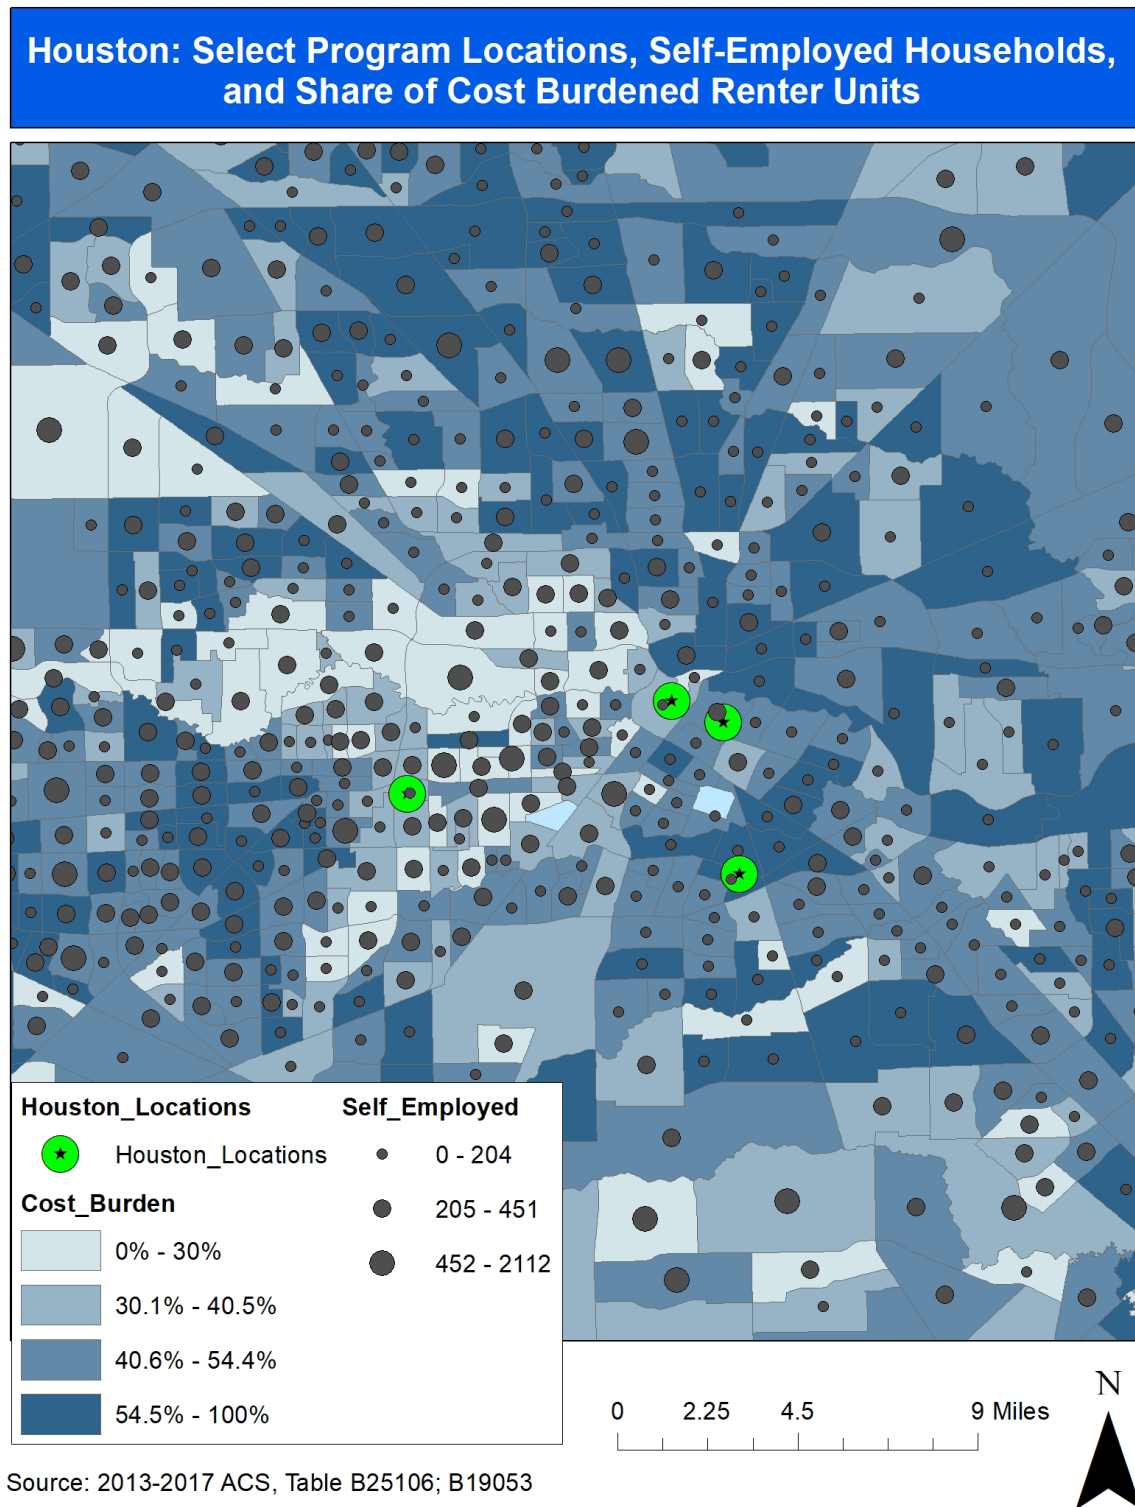 Houston: Select Program Locations, Self-Employed Households,
and Share of Cost Burdened Renter Units
Houston_Locations
Houston_Locations
Cost_Burden
0% - 30%
30.1% - 40.5%
40.6% - 54.4%
54.5% - 100%
Self_Employed
0 - 204
205 - 451
452 - 2112
0 2.25 4.5 9 Miles
N
Source: 2013-2017 ACS, Table B25106; B19053